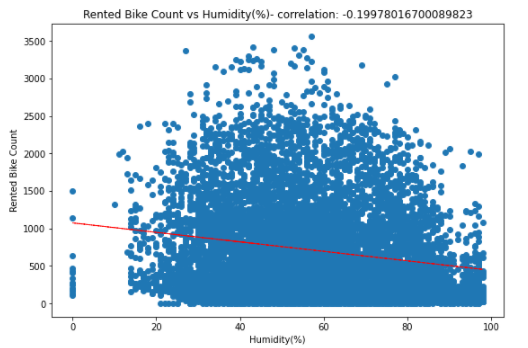 Rented Bike Count vs Humidity(%)- correlation: -0.19978016700089823
3500
3000
2500
2000
1500
1000
500
0
Rented Bike Count
0 20 40 60 80 100
Humidity(%)